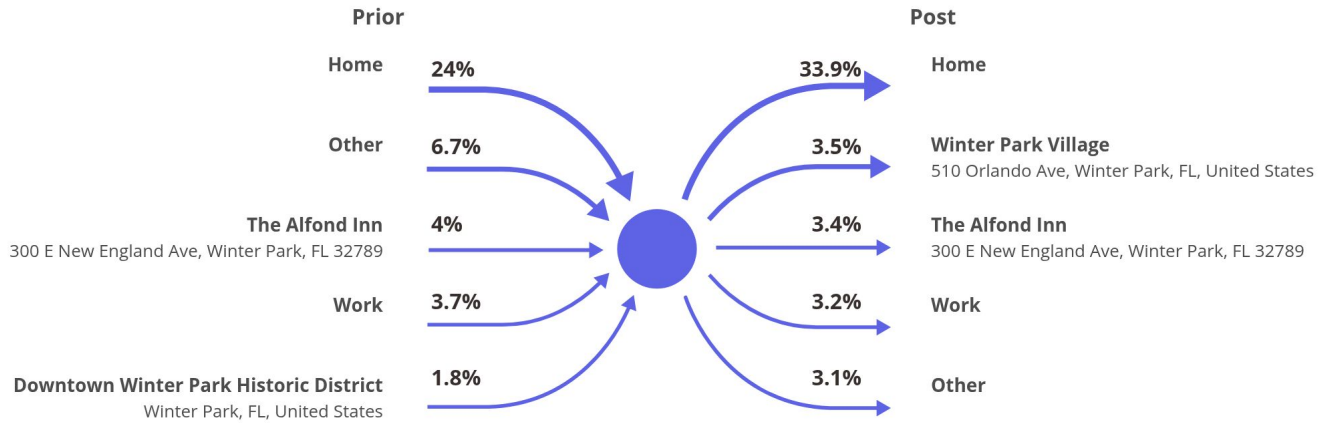 Prior
Post
Home
24%
33.9%
Home
Other
6.7%
3.5%
Winter Park Village
510 Orlando Ave, Winter Park, FL, United States
The Alfond Inn
300 E New England Ave, Winter Park, FL 32789
4%
3.4%
The Alfond Inn
300 E New England Ave, Winter Park, FL 32789
Work
3.7%
3.2%
Work
Downtown Winter Park Historic District
Winter Park, FL, United States
1.8%
3.1%
Other